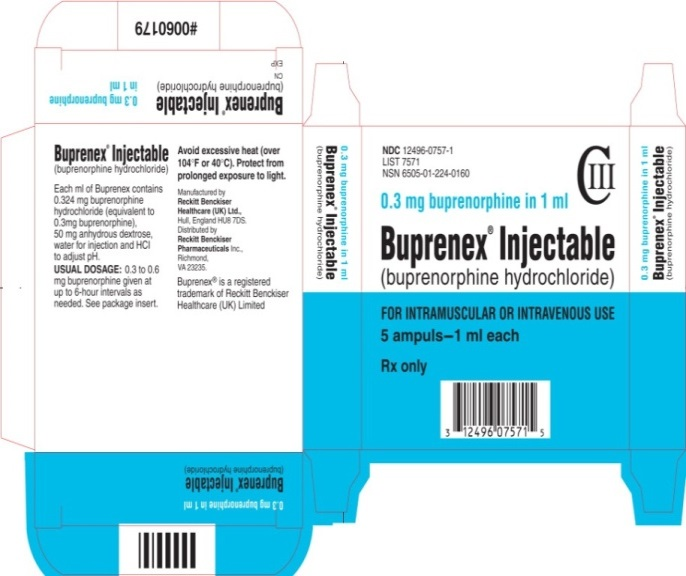 #0060179
CN
EXP
Buprenex® Injectable
(buprenorphine hydrochloride)
0.3 mg buprenorphine
in 1 ml
Buprenex® Injectable
(buprenorphine hydrochloride)
Each ml of Buprenex contains
0.324 mg buprenorphine
hydrochloride (equivalent to
0.3mg buprenorphine),
50 mg anhydrous dextrose,
water for injection and HCl
to adjust pH.
USUAL DOSAGE: 0.3 to 0.6
mg buprenorphine given at
up to 6-hour intervals as
needed. See package insert.
Avoid excessive heat (over
104°F or 40°C). Protect from
prolonged exposure to light.
Manufactured by
Reckitt Benckiser
Healthcare (UK) Ltd.,
Hull, England HU8 7DS.
Distributed by
Reckitt Benckiser
Pharmaceuticals Inc.,
Richmond,
VA 23235.
Buprenex® is a registered
trademark of Reckitt Benckiser
Healthcare (UK) Limited
0.3 mg buprenorphine in 1 ml
Buprenex® Injectable
(buprenorphine hydrochloride)
NDC 12496-0757-1
LIST 7571
NSN 6505-01-224-0160
CIII
0.3 mg buprenorphine in 1 ml
Buprenex® Injectable
(buprenorphine hydrochloride)
FOR INTRAMUSCULAR OR INTRAVENOUS USE
5 ampuls–1 ml each
Rx only
3 12496 07571 5
0.3 mg buprenorphine in 1 ml
Buprenex® Injectable
(buprenorphine hydrochloride)
Buprenex® Injectable
(buprenorphine hydrochloride)
0.3 mg buprenorphine in 1 ml